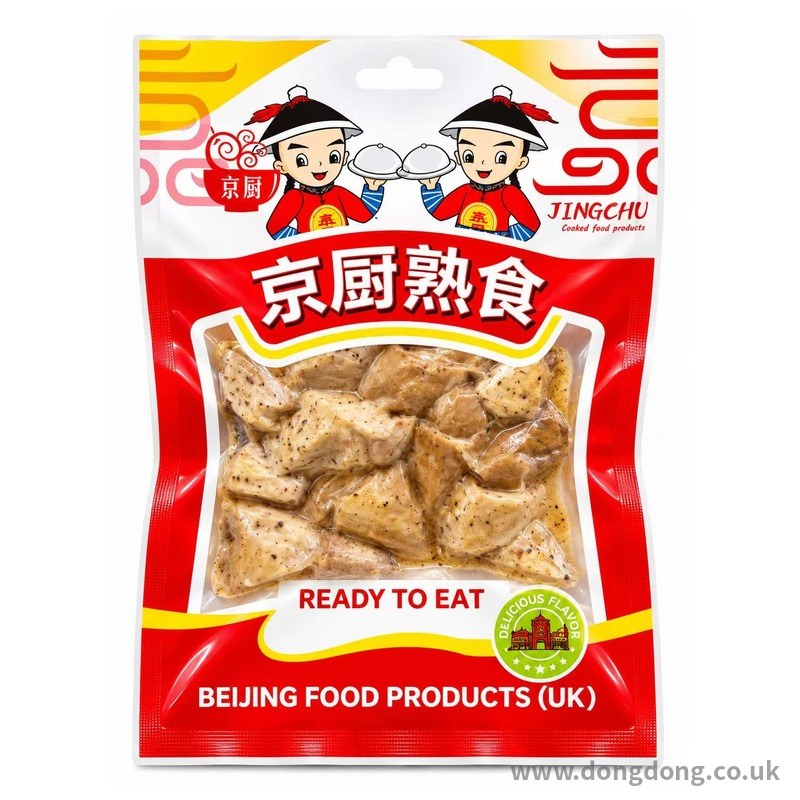 京厨
JINGCHU
Cooked food products
京厨熟食
READY TO EAT
DELICIOUS FLAVOR
BEIJING FOOD PRODUCTS (UK)
www.dongdong.co.uk